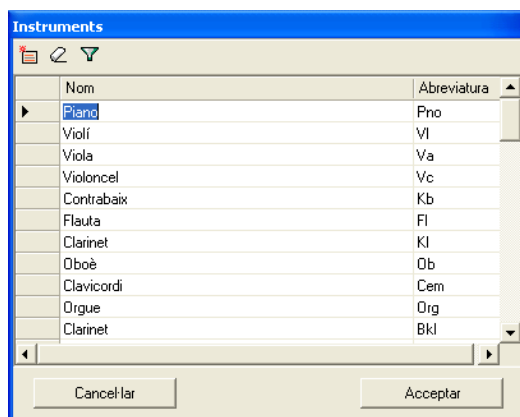 Instruments
Nom Abreviatura
Piano Pno
Violí Vl
Viola Va
Violoncel Vc
Contrabaix Kb
Flauta Fl
Clarinet Kl
Oboè Ob
Clavicordi Cem
Orgue Org
Clarinet Bkl
Cancel·lar Acceptar